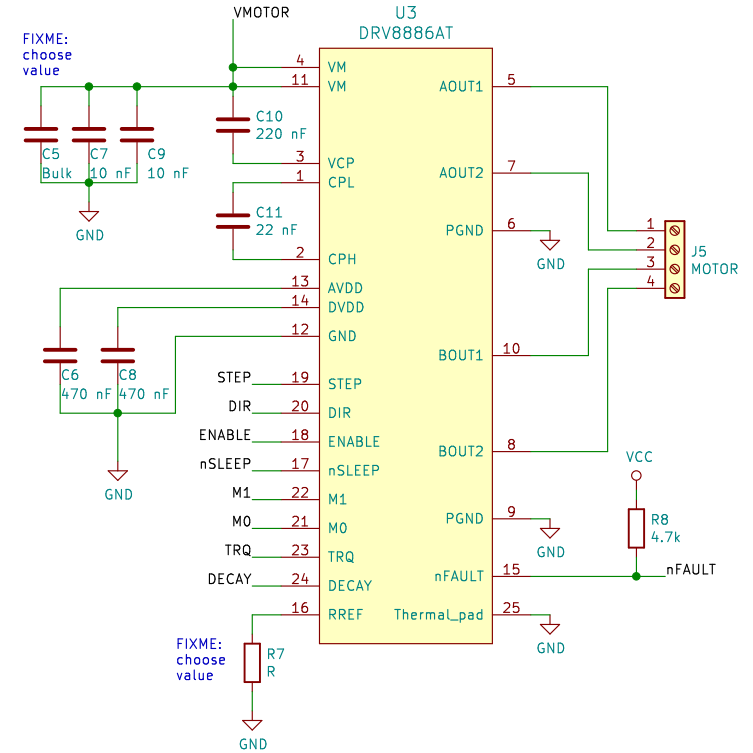 VMOTOR
U3
DRV8886AT
FIXME:
choose
value
4 VM
11 VM
AOUT1 5
C10
220 nF
C5
Bulk
C7
10 nF
C9
10 nF
3 VCP
1 CPL
AOUT2 7
GND
C11
22 nF
PGND 6
GND
1
2
3
4
J5
MOTOR
2 CPH
13 AVDD
14 DVDD
12 GND
BOUT1 10
C6
470 nF
C8
470 nF
GND
STEP 19 STEP
DIR 20 DIR
ENABLE 18 ENABLE
nSLEEP 17 nSLEEP
M1 22 M1
M0 21 M0
TRQ 23 TRQ
DECAY 24 DECAY
16 RREF
BOUT2 8
VCC
R8
4.7k
PGND 9
GND
nFAULT 15
nFAULT
Thermal_pad 25
GND
FIXME:
choose
value
R7
R
GND